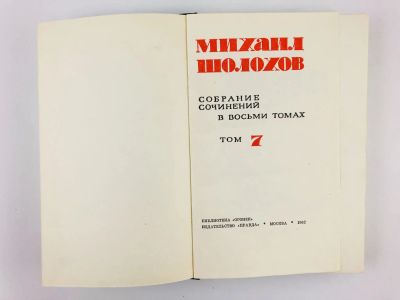 МИХАИЛ
ШОЛОХОВ
СОБРАНИЕ
СОЧИНЕНИЙ
В ВОСЬМИ ТОМАХ
ТОМ 7
БИБЛИОТЕКА «ОГОНЕК»
ИЗДАТЕЛЬСТВО «ПРАВДА» • МОСКВА • 1962